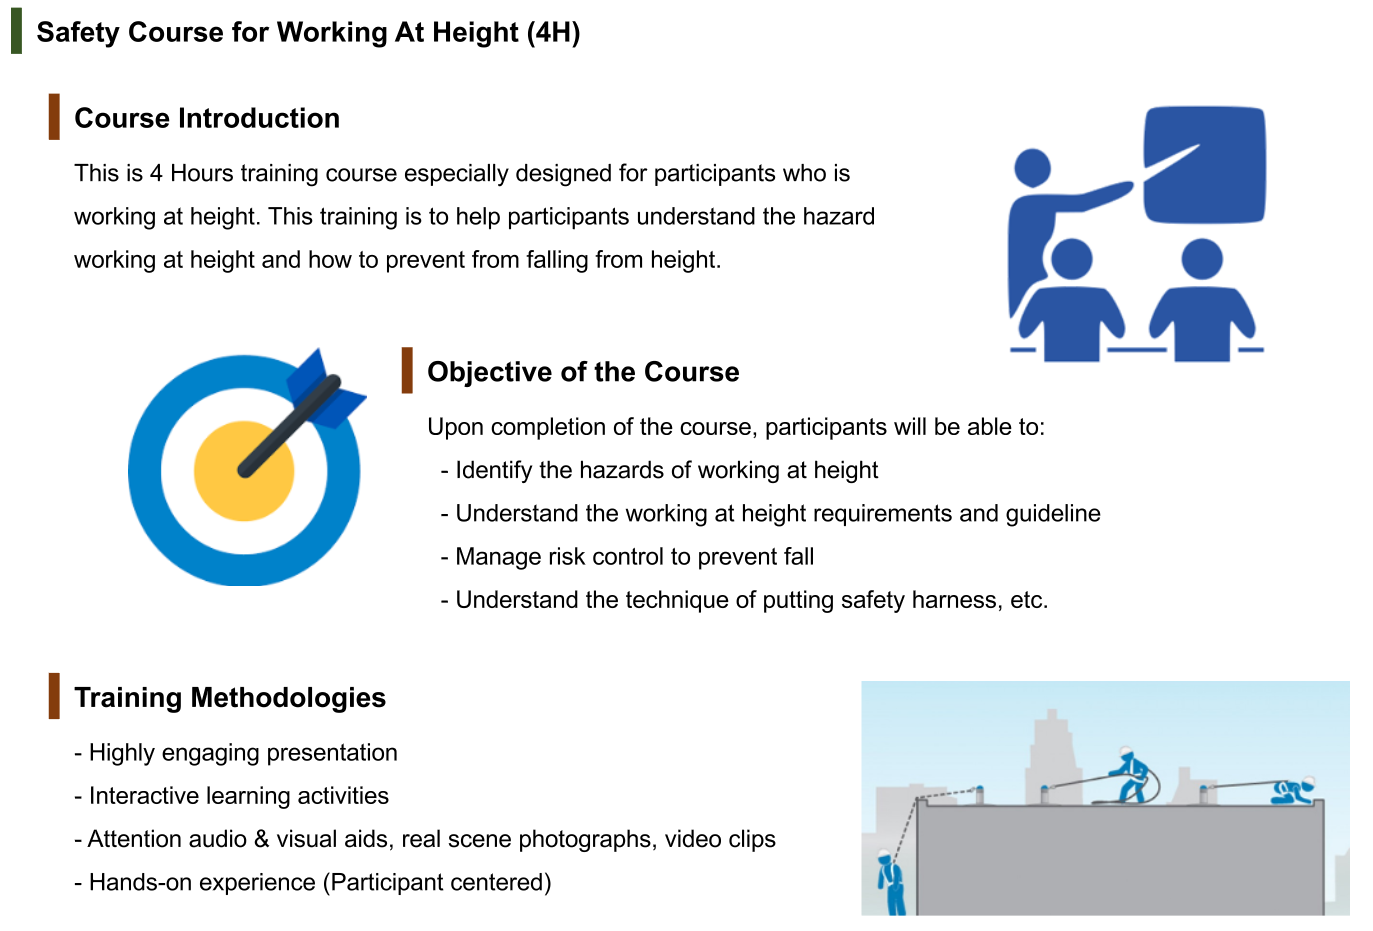 Safety Course for Working At Height (4H)
Course Introduction
This is 4 Hours training course especially designed for participants who is
working at height. This training is to help participants understand the hazard
working at height and how to prevent from falling from height.
Objective of the Course
Upon completion of the course, participants will be able to:
- Identify the hazards of working at height
- Understand the working at height requirements and guideline
- Manage risk control to prevent fall
- Understand the technique of putting safety harness, etc.
Training Methodologies
- Highly engaging presentation
- Interactive learning activities
- Attention audio & visual aids, real scene photographs, video clips
- Hands-on experience (Participant centered)